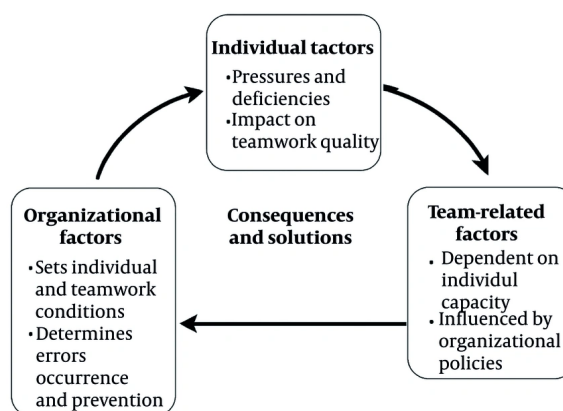 Individual tactors
•Pressures and
deficiencies
•Impact on
teamwork quality
Organizational
factors
•Sets individual
and teamwork
conditions
•Determines
errors
occurrence
and prevention
Consequences
and solutions
Team-related
factors
• Dependent on
individul
capacity
•Influenced by
organizational
policies